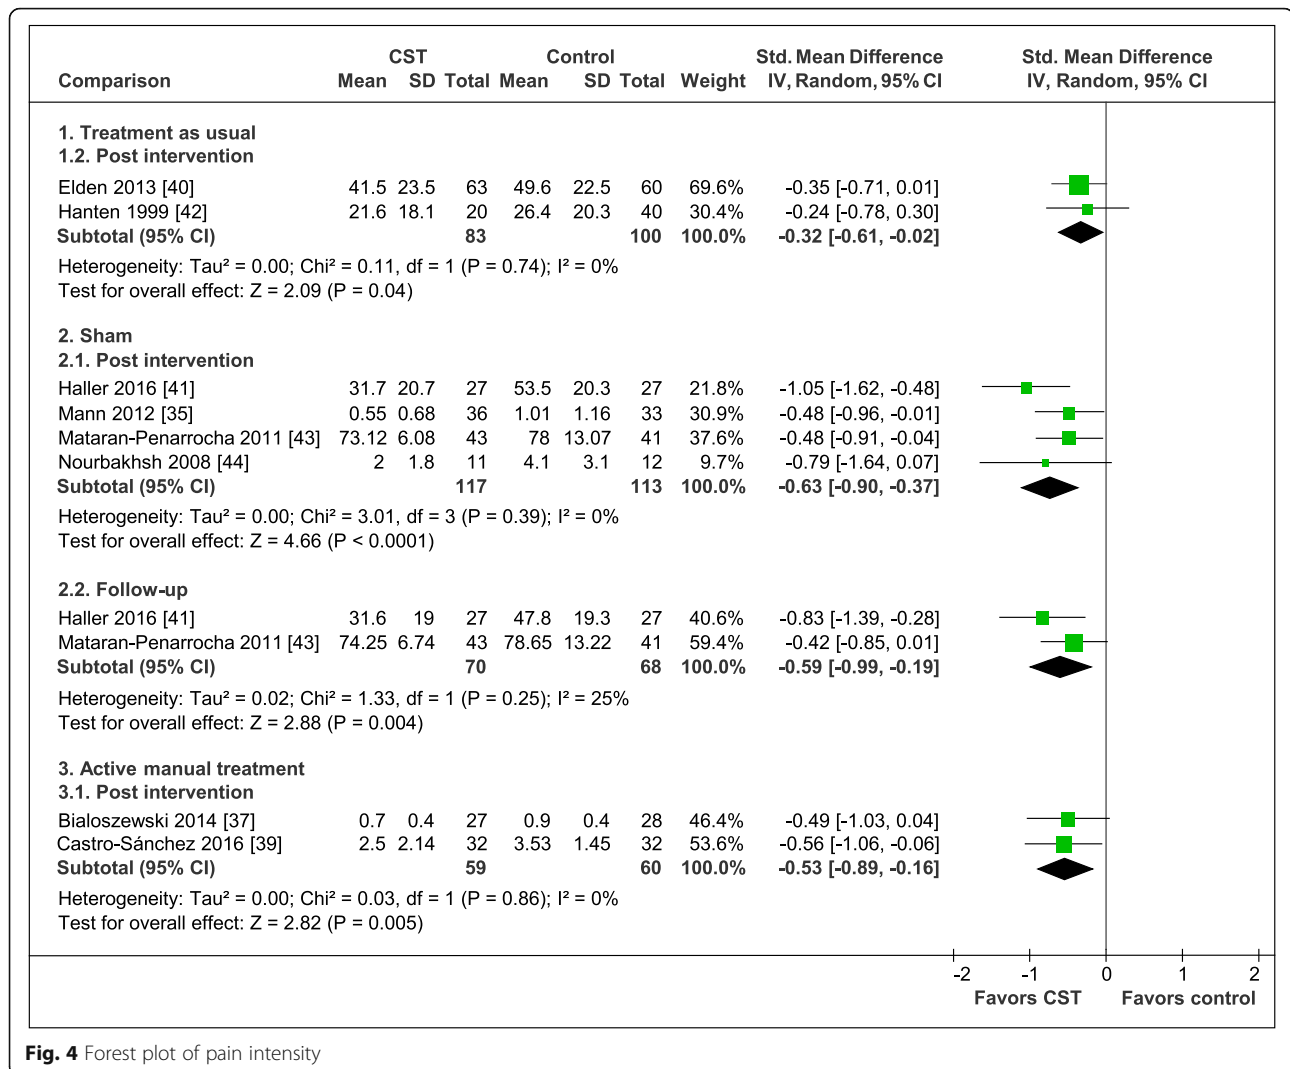 CST Control Std. Mean Difference Std. Mean Difference
Comparison Mean SD Total Mean SD Total Weight IV, Random, 95% CI IV, Random, 95% CI
1. Treatment as usual
1.2. Post intervention
Elden 2013 [40] 41.5 23.5 63 49.6 22.5 60 69.6% -0.35 [-0.71, 0.01]
Hanten 1999 [42] 21.6 18.1 20 26.4 20.3 40 30.4% -0.24 [-0.78, 0.30]
Subtotal (95% CI) 83 100 100.0% -0.32 [-0.61, -0.02]
Heterogeneity: Tau² = 0.00; Chi² = 0.11, df = 1 (P = 0.74); I² = 0%
Test for overall effect: Z = 2.09 (P = 0.04)
2. Sham
2.1. Post intervention
Haller 2016 [41] 31.7 20.7 27 53.5 20.3 27 21.8% -1.05 [-1.62, -0.48]
Mann 2012 [35] 0.55 0.68 36 1.01 1.16 33 30.9% -0.48 [-0.96, -0.01]
Mataran-Penarrocha 2011 [43] 73.12 6.08 43 78 13.07 41 37.6% -0.48 [-0.91, -0.04]
Nourbakhsh 2008 [44] 2 1.8 11 4.1 3.1 12 9.7% -0.79 [-1.64, 0.07]
Subtotal (95% CI) 117 113 100.0% -0.63 [-0.90, -0.37]
Heterogeneity: Tau² = 0.00; Chi² = 3.01, df = 3 (P = 0.39); I² = 0%
Test for overall effect: Z = 4.66 (P < 0.0001)
2.2. Follow-up
Haller 2016 [41] 31.6 19 27 47.8 19.3 27 40.6% -0.83 [-1.39, -0.28]
Mataran-Penarrocha 2011 [43] 74.25 6.74 43 78.65 13.22 41 59.4% -0.42 [-0.85, 0.01]
Subtotal (95% CI) 70 68 100.0% -0.59 [-0.99, -0.19]
Heterogeneity: Tau² = 0.02; Chi² = 1.33, df = 1 (P = 0.25); I² = 25%
Test for overall effect: Z = 2.88 (P = 0.004)
3. Active manual treatment
3.1. Post intervention
Bialoszewski 2014 [37] 0.7 0.4 27 0.9 0.4 28 46.4% -0.49 [-1.03, 0.04]
Castro-Sánchez 2016 [39] 2.5 2.14 32 3.53 1.45 32 53.6% -0.56 [-1.06, -0.06]
Subtotal (95% CI) 59 60 100.0% -0.53 [-0.89, -0.16]
Heterogeneity: Tau² = 0.00; Chi² = 0.03, df = 1 (P = 0.86); I² = 0%
Test for overall effect: Z = 2.82 (P = 0.005)
-2 -1 0 1 2
Favors CST Favors control
Fig. 4 Forest plot of pain intensity